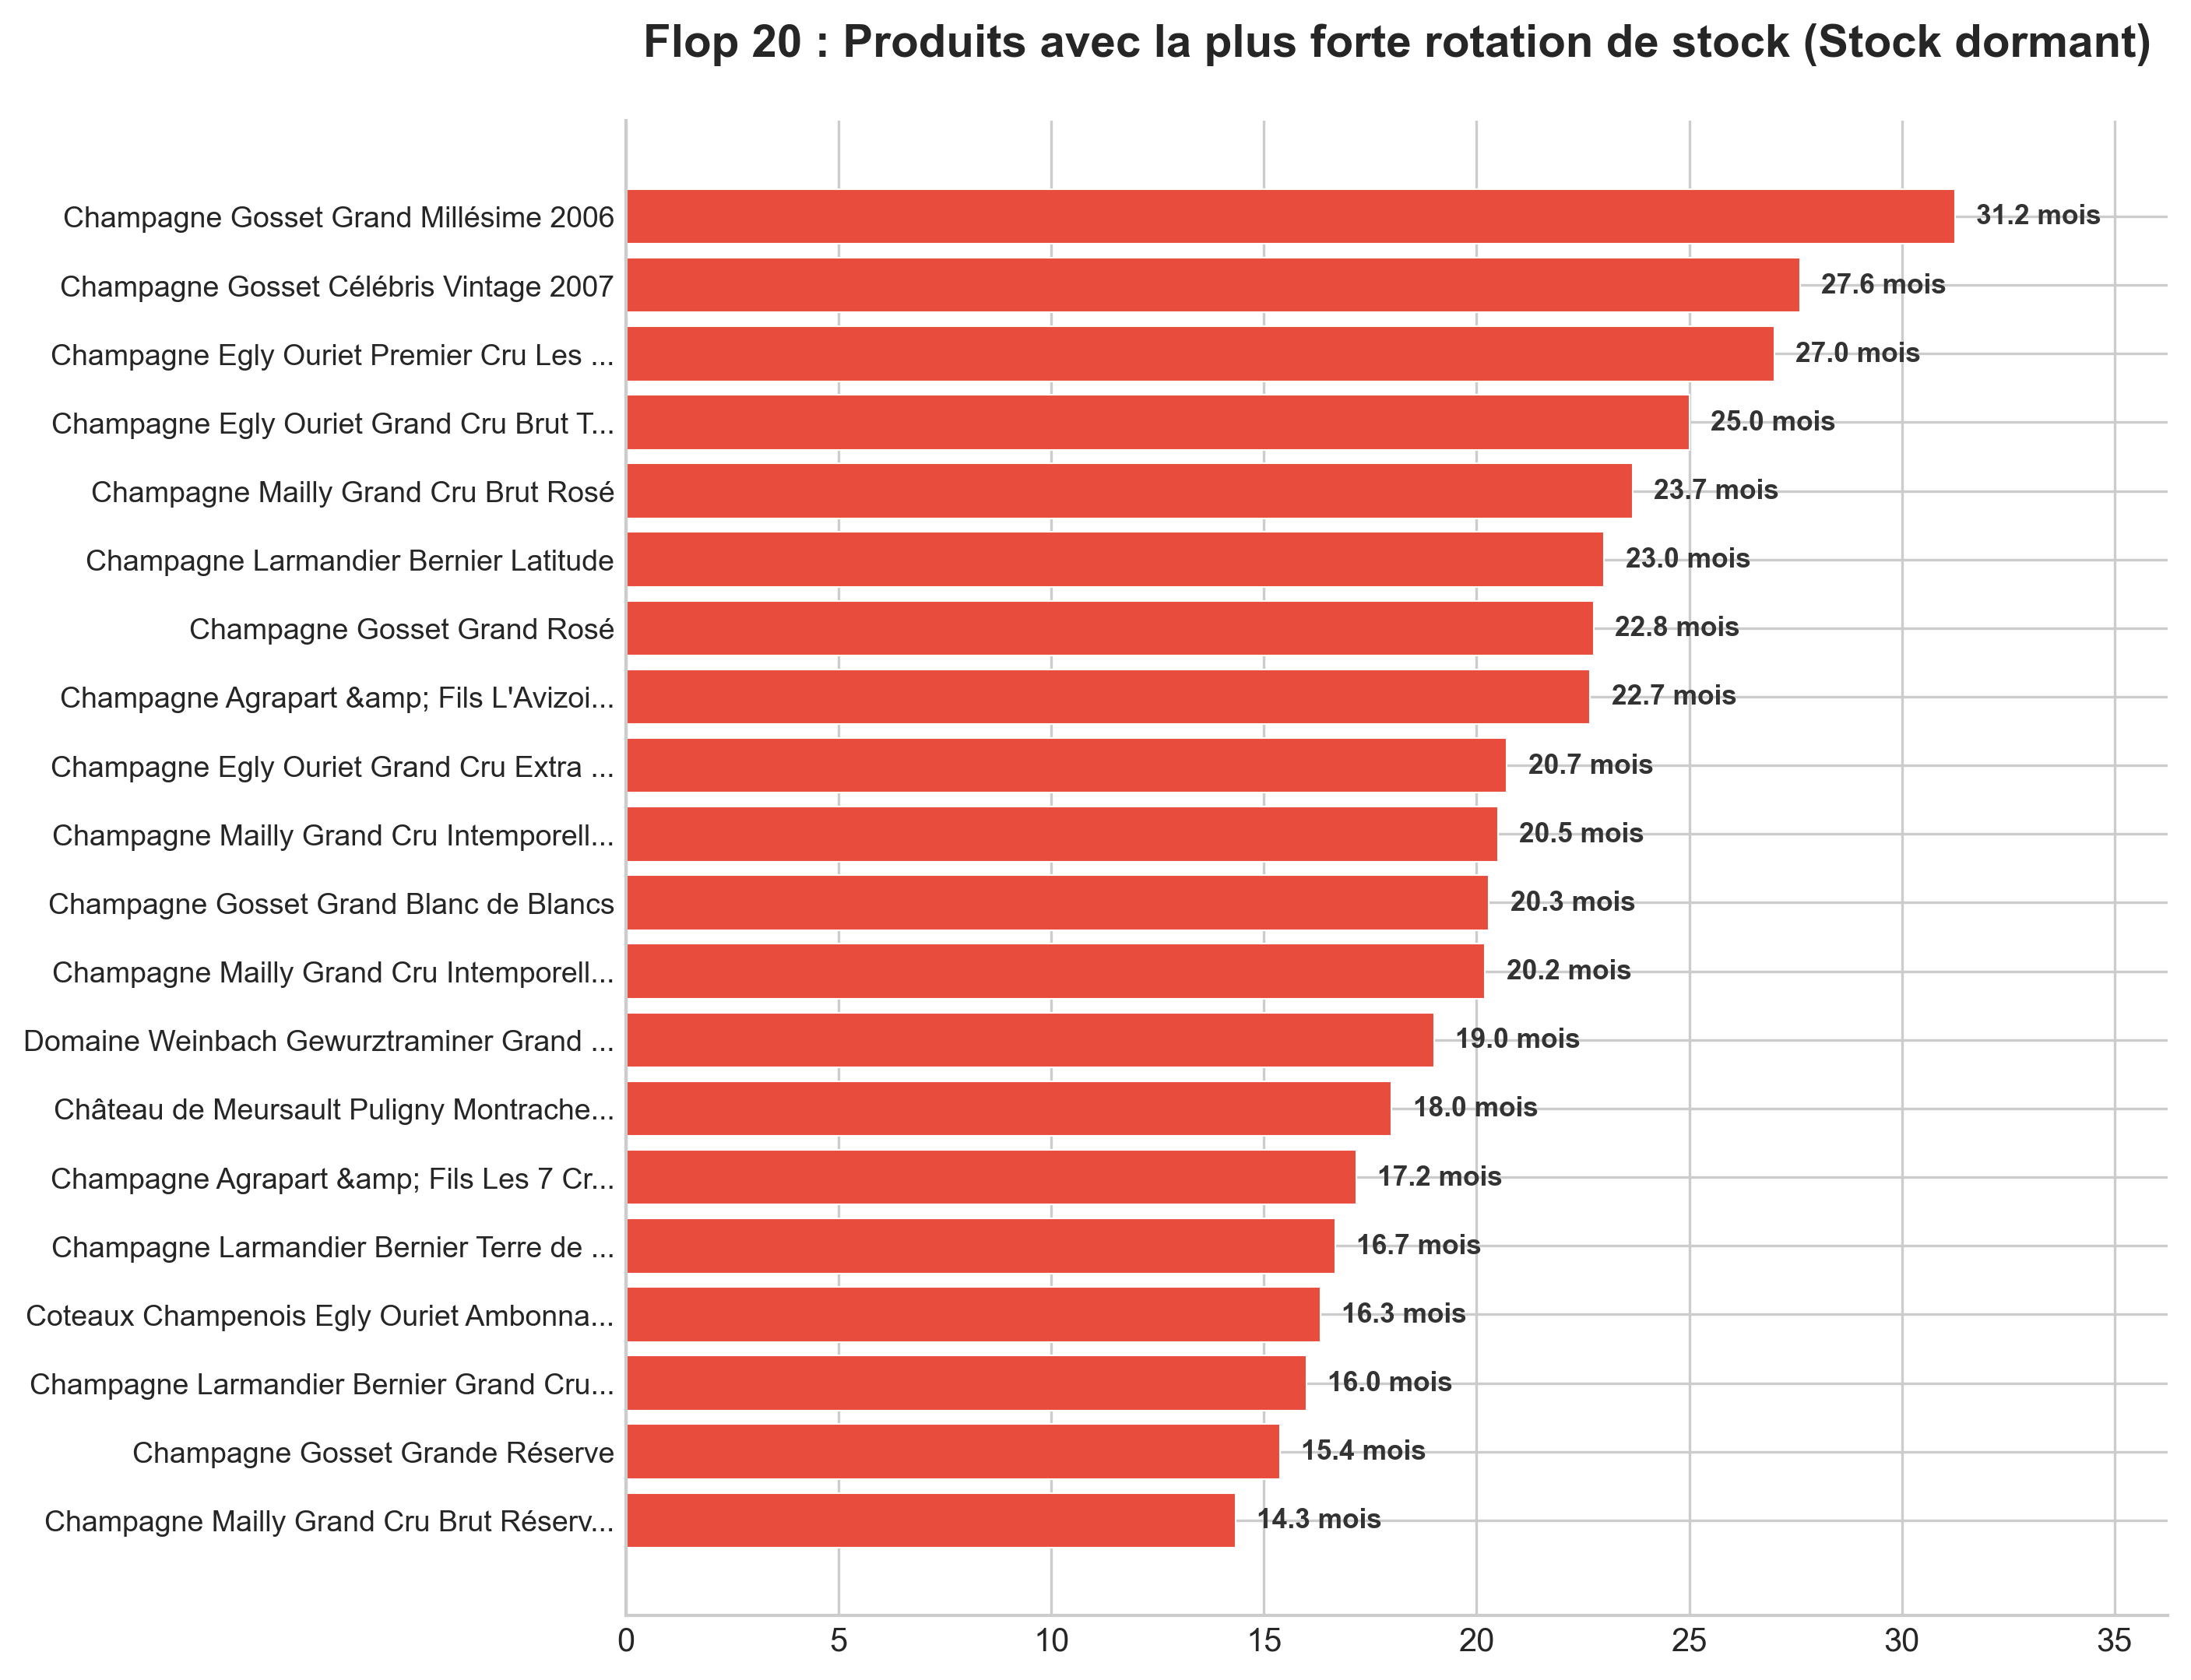 Flop 20 : Produits avec la plus forte rotation de stock (Stock dormant)
Champagne Gosset Grand Millésime 2006 31.2 mois
Champagne Gosset Célébris Vintage 2007 27.6 mois
Champagne Egly Ouriet Premier Cru Les ... 27.0 mois
Champagne Egly Ouriet Grand Cru Brut T... 25.0 mois
Champagne Mailly Grand Cru Brut Rosé 23.7 mois
Champagne Larmandier Bernier Latitude 23.0 mois
Champagne Gosset Grand Rosé 22.8 mois
Champagne Agrapart &amp; Fils L'Avizoi... 22.7 mois
Champagne Egly Ouriet Grand Cru Extra ... 20.7 mois
Champagne Mailly Grand Cru Intemporell... 20.5 mois
Champagne Gosset Grand Blanc de Blancs 20.3 mois
Champagne Mailly Grand Cru Intemporell... 20.2 mois
Domaine Weinbach Gewurztraminer Grand ... 19.0 mois
Château de Meursault Puligny Montrache... 18.0 mois
Champagne Agrapart &amp; Fils Les 7 Cr... 17.2 mois
Champagne Larmandier Bernier Terre de ... 16.7 mois
Coteaux Champenois Egly Ouriet Ambonna... 16.3 mois
Champagne Larmandier Bernier Grand Cru... 16.0 mois
Champagne Gosset Grande Réserve 15.4 mois
Champagne Mailly Grand Cru Brut Réserv... 14.3 mois
0 5 10 15 20 25 30 35